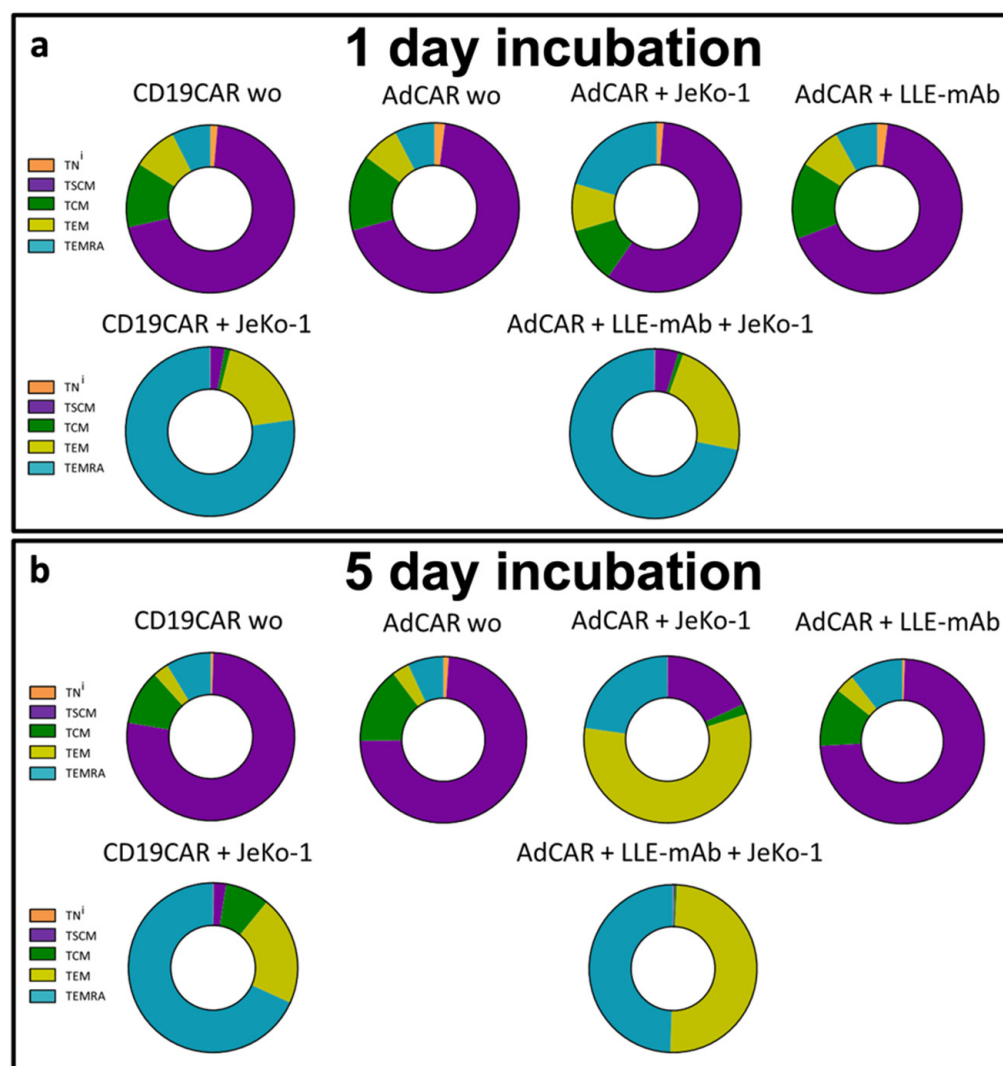 a
1 day incubation
CD19CAR wo
AdCAR wo
AdCAR + JeKo-1
AdCAR + LLE-mAb
TNⁱ
TSCM
TCM
TEM
TEMRA
CD19CAR + JeKo-1
AdCAR + LLE-mAb + JeKo-1
TNⁱ
TSCM
TCM
TEM
TEMRA
b
5 day incubation
CD19CAR wo
AdCAR wo
AdCAR + JeKo-1
AdCAR + LLE-mAb
TNⁱ
TSCM
TCM
TEM
TEMRA
CD19CAR + JeKo-1
AdCAR + LLE-mAb + JeKo-1
TNⁱ
TSCM
TCM
TEM
TEMRA